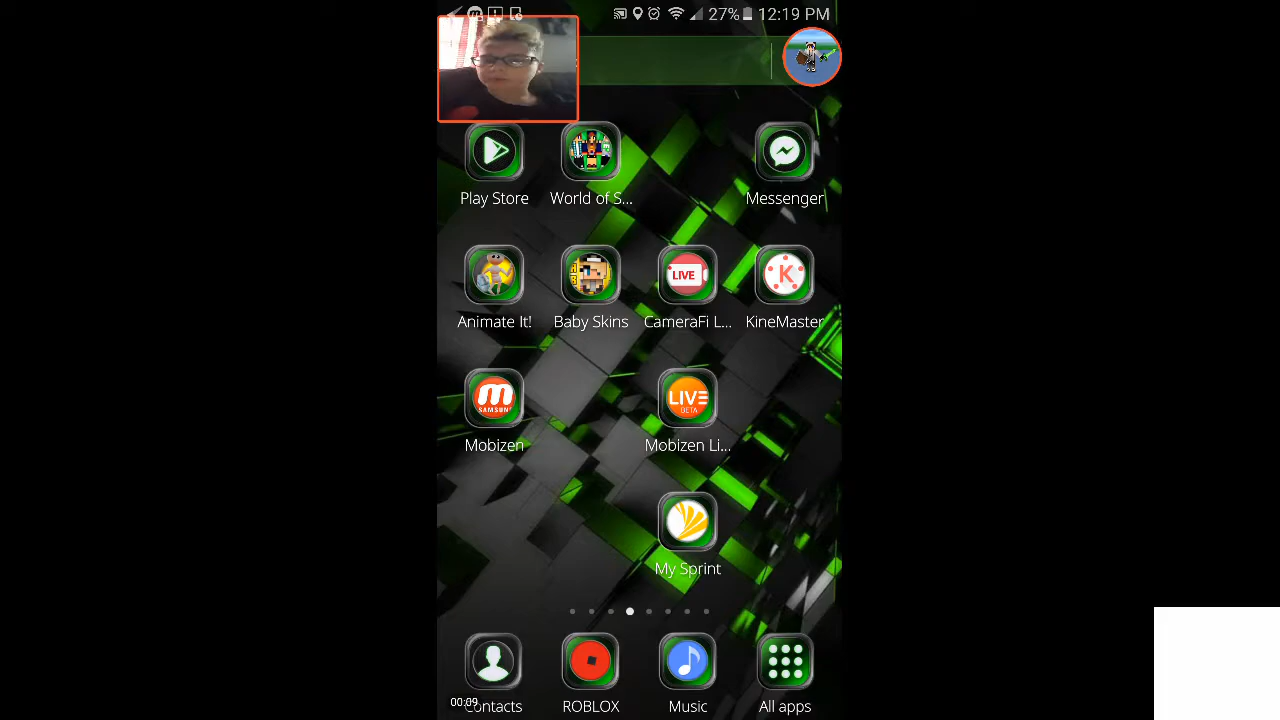 27% 12:19 PM
Play Store World of S... Messenger
LIVE K
Animate It! Baby Skins CameraFi L... KineMaster
m SAMSUNG LIVE BETA
Mobizen Mobizen Li...
My Sprint
00:09
Contacts ROBLOX Music All apps